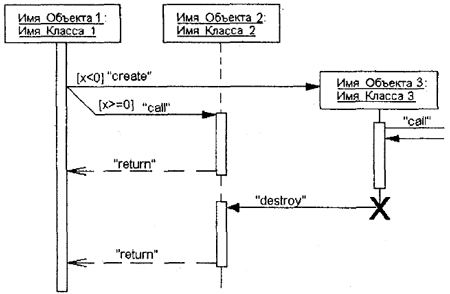 Имя Объекта 1:
Имя Класса 1
Имя Объекта 2:
Имя Класса 2
[x<0] "create"
Имя Объекта 3:
Имя Класса 3
[x>=0] "call"
"call"
"return"
"destroy"
"return"